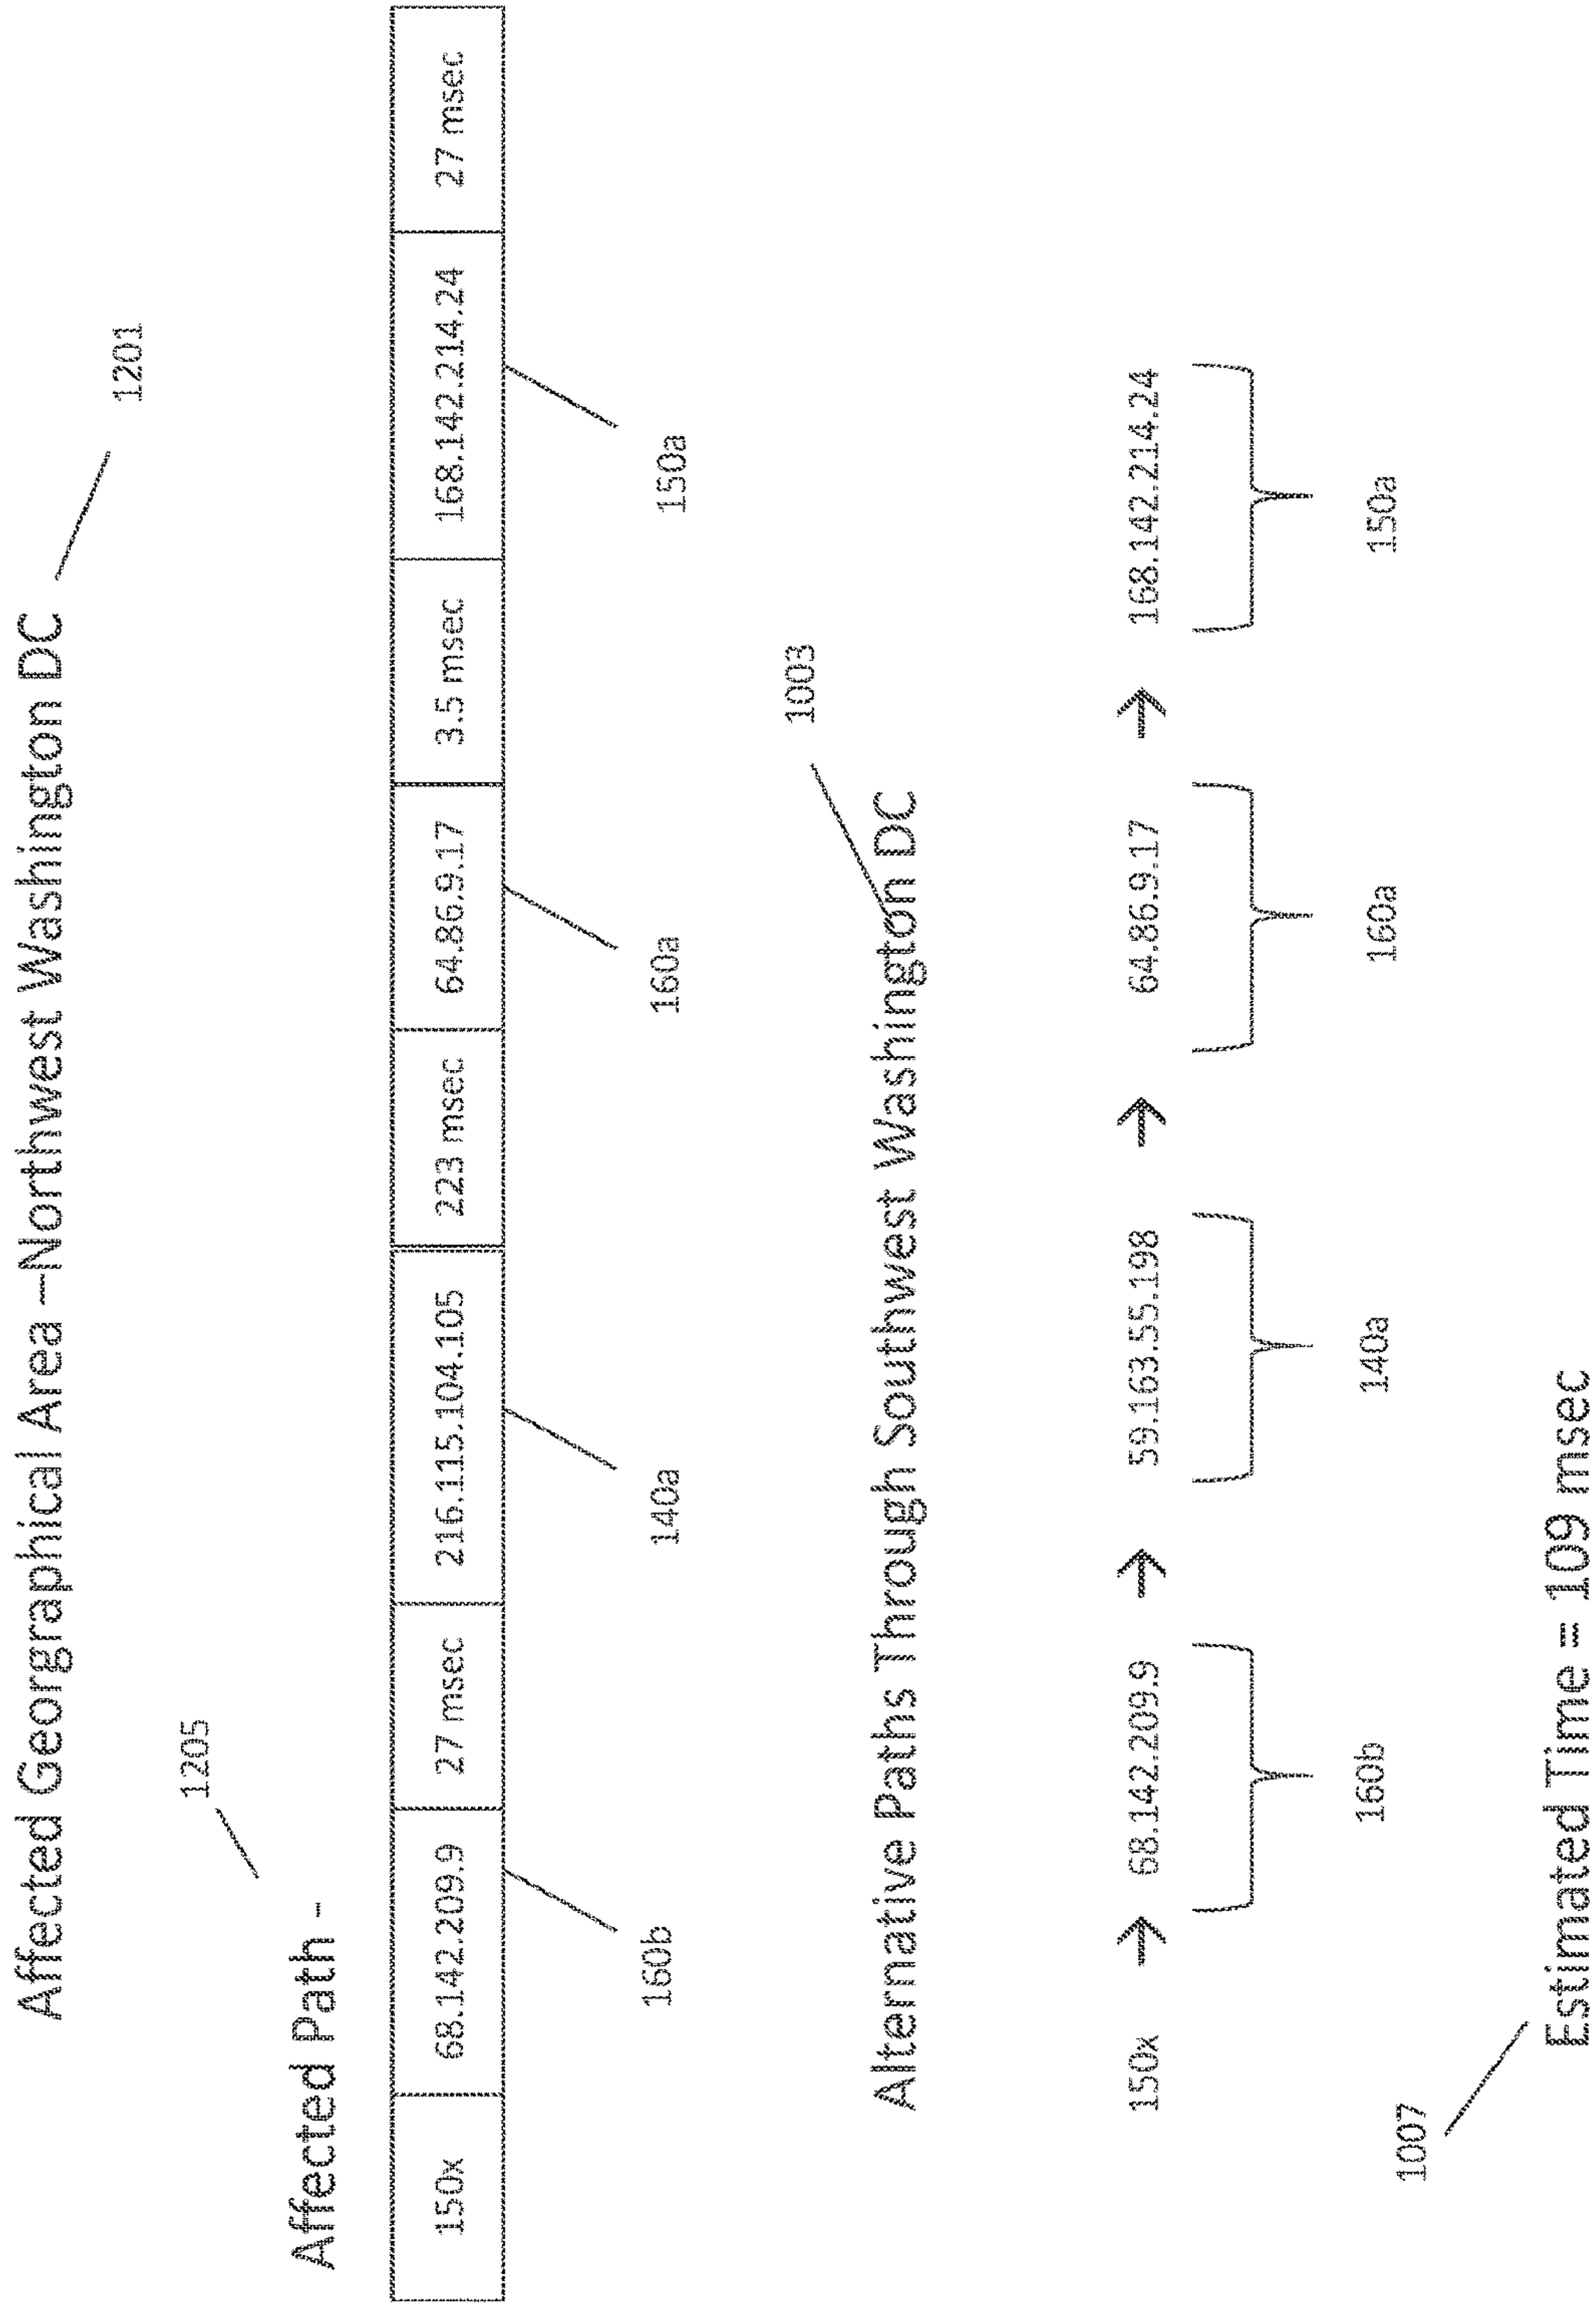 Affected Georgraphical Area –Northwest Washington DC
1201
1205
Affected Path -
150x 68.142.209.9 27 msec 216.115.104.105 223 msec 64.86.9.17 3.5 msec 168.142.214.24 27 msec
160b 140a 160a 150a
1003
Alternative Paths Through Southwest Washington DC
150x → 68.142.209.9 → 59.163.55.198 → 64.86.9.17 → 168.142.214.24
160b 140a 160a 150a
1007
Estimated Time = 109 msec